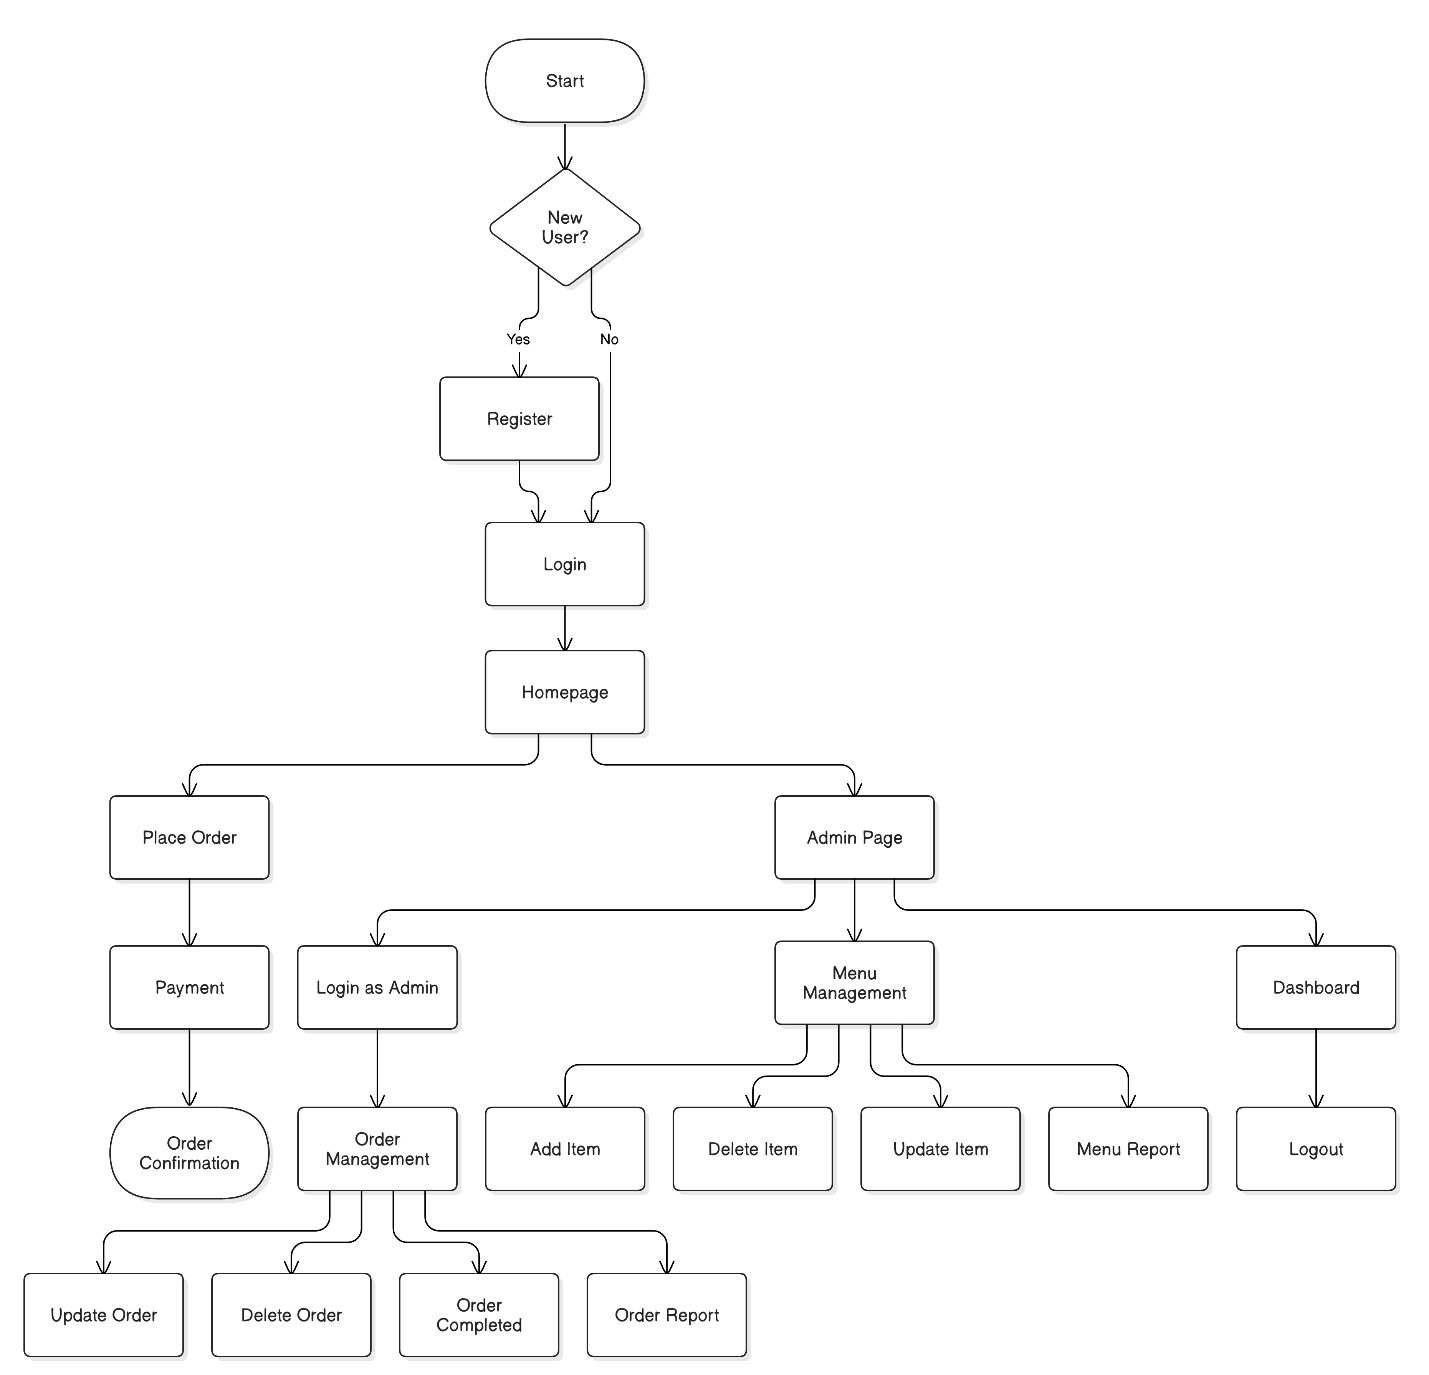 Start
New
User?
Yes
No
Register
Login
Homepage
Place Order
Admin Page
Payment
Login as Admin
Menu
Management
Dashboard
Order
Confirmation
Order
Management
Add Item
Delete Item
Update Item
Menu Report
Logout
Update Order
Delete Order
Order
Completed
Order Report